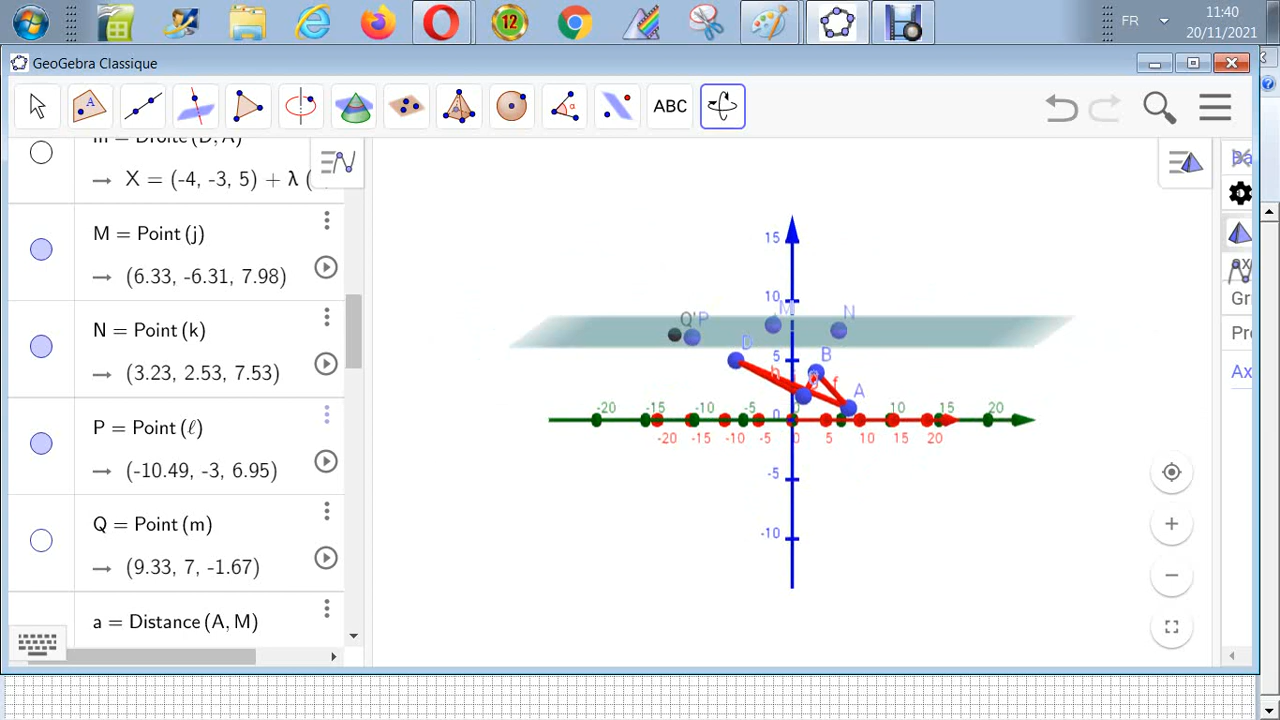 12
FR
11:40
20/11/2021
GeoGebra Classique
ABC
m = Droite (D, A)
→ X = (-4, -3, 5) + λ (
M = Point (j)
→ (6.33, -6.31, 7.98)
N = Point (k)
→ (3.23, 2.53, 7.53)
P = Point (ℓ)
→ (-10.49, -3, 6.95)
Q = Point (m)
→ (9.33, 7, -1.67)
a = Distance (A, M)
15
10
M
N
Q'
P
5
D
B
h
f
A
0
-20 -15 -10 -5 0 10 15 20
-20 -15 -10 -5 0 5 10 15 20
-5
-10
A
Gr
Ax